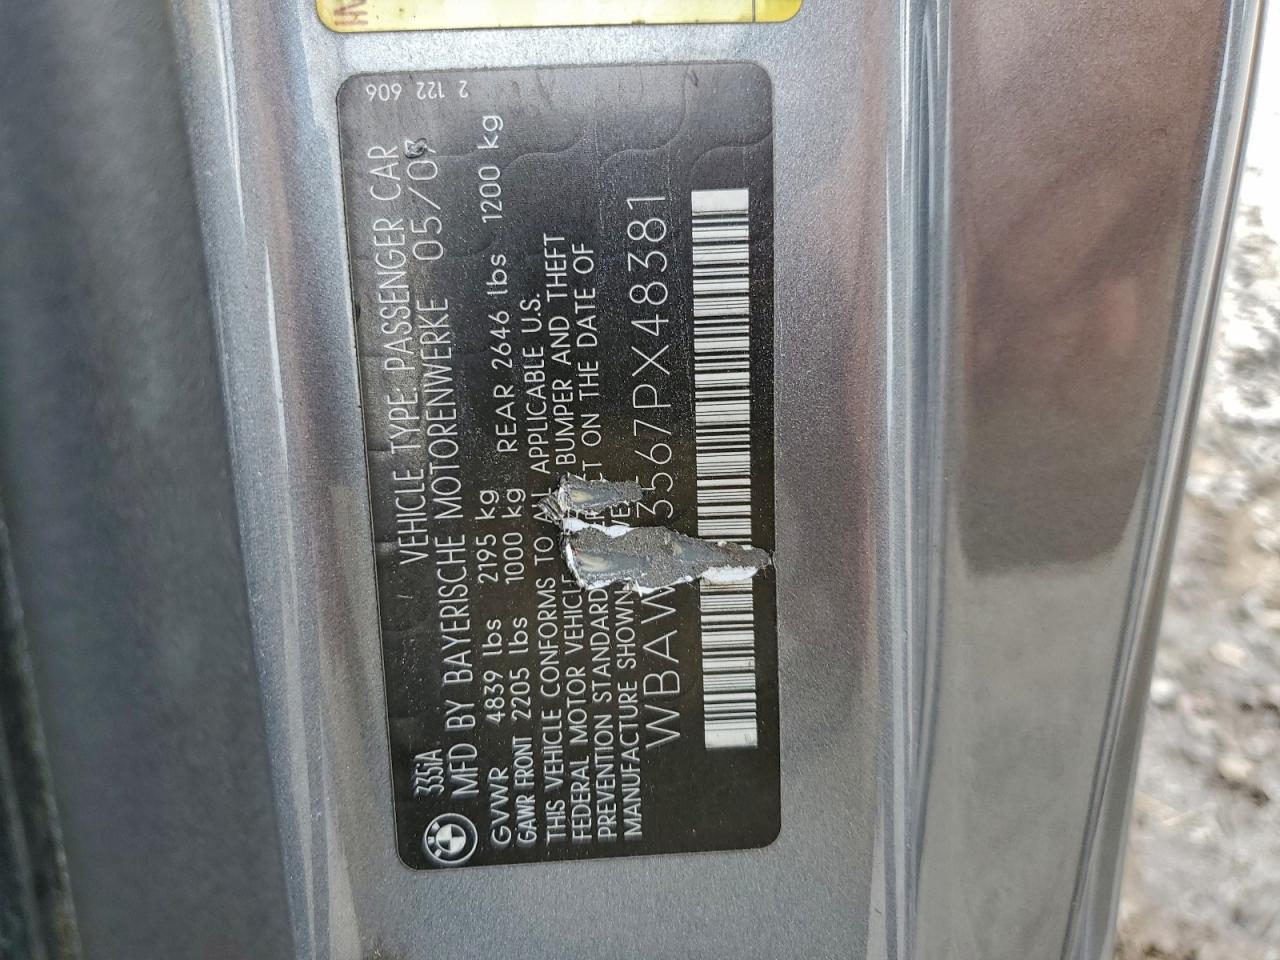 IN
2 122 606
335iA VEHICLE TYPE PASSENGER CAR
MFD BY BAYERISCHE MOTORENWERKE 05/07
GVWR 4839 lbs 2195 kg
GAWR FRONT 2205 lbs 1000 kg REAR 2646 lbs 1200 kg
THIS VEHICLE CONFORMS TO APPLICABLE U.S.
FEDERAL MOTOR VEHICLE BUMPER AND THEFT
PREVENTION STANDARD ON THE DATE OF
MANUFACTURE SHOWN
WBAW 3567PX48381